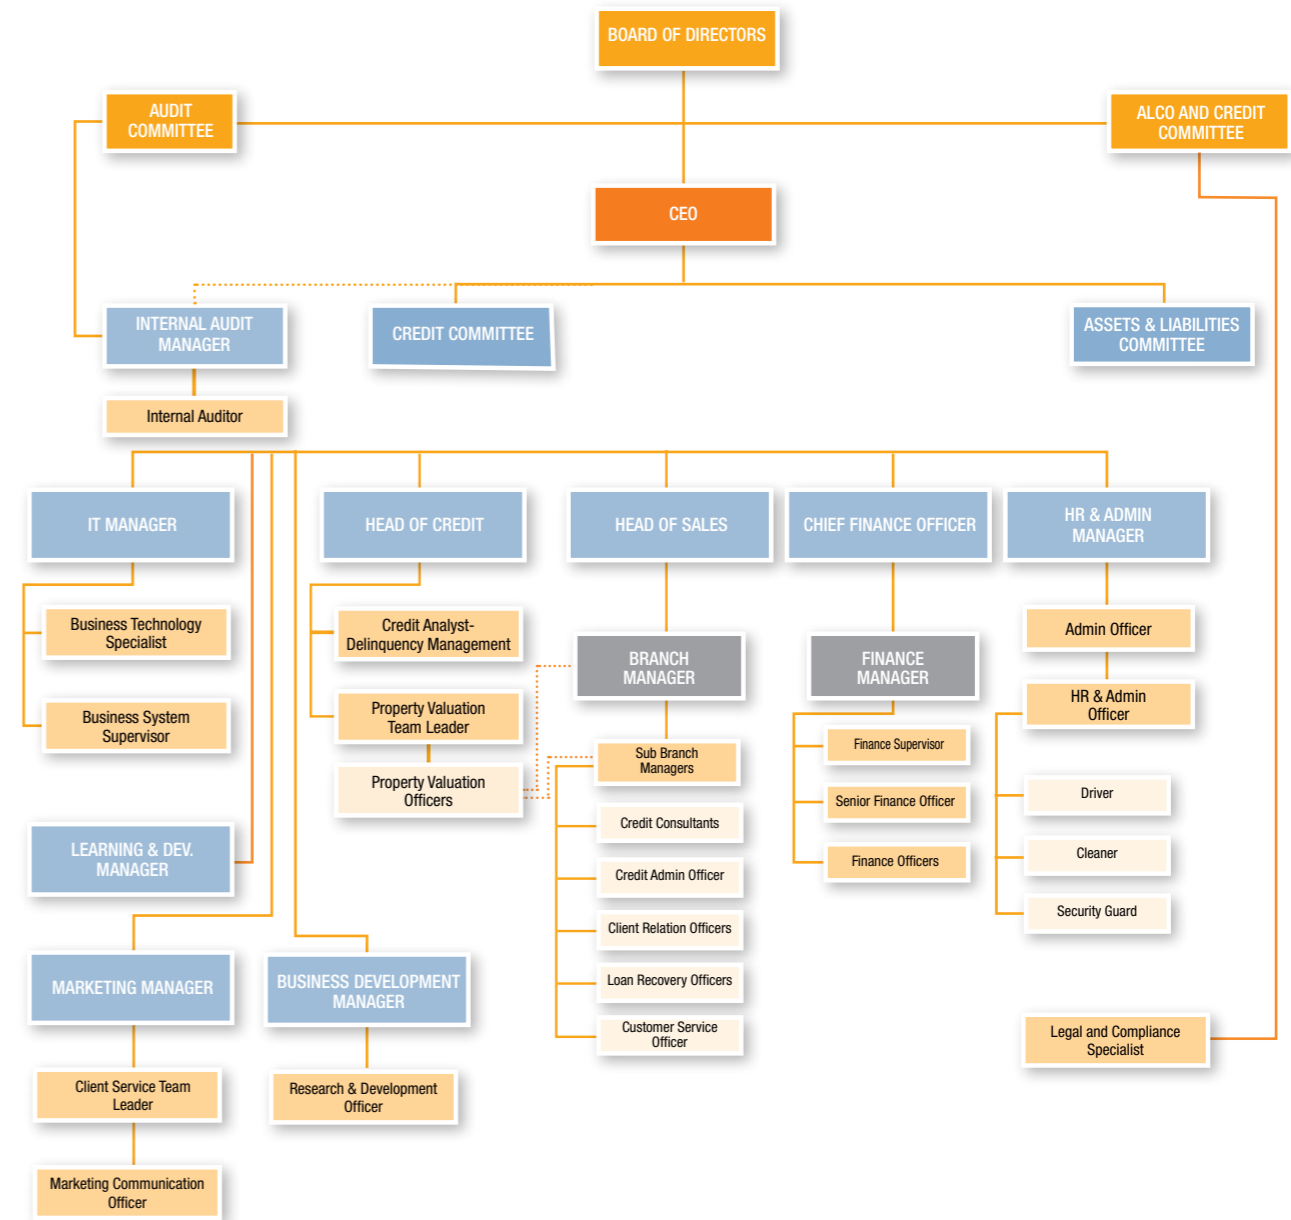 BOARD OF DIRECTORS
AUDIT
COMMITTEE
ALCO AND CREDIT
COMMITTEE
CEO
INTERNAL AUDIT
MANAGER
CREDIT COMMITTEE
ASSETS & LIABILITIES
COMMITTEE
Internal Auditor
IT MANAGER
HEAD OF CREDIT
HEAD OF SALES
CHIEF FINANCE OFFICER
HR & ADMIN
MANAGER
Business Technology
Specialist
Business System
Supervisor
Credit Analyst-
Delinquency Management
Property Valuation
Team Leader
Property Valuation
Officers
BRANCH
MANAGER
Sub Branch
Managers
Credit Consultants
Credit Admin Officer
Client Relation Officers
Loan Recovery Officers
Customer Service
Officer
FINANCE
MANAGER
Finance Supervisor
Senior Finance Officer
Finance Officers
Admin Officer
HR & Admin
Officer
Driver
Cleaner
Security Guard
LEARNING & DEV.
MANAGER
MARKETING MANAGER
BUSINESS DEVELOPMENT
MANAGER
Client Service Team
Leader
Research & Development
Officer
Legal and Compliance
Specialist
Marketing Communication
Officer